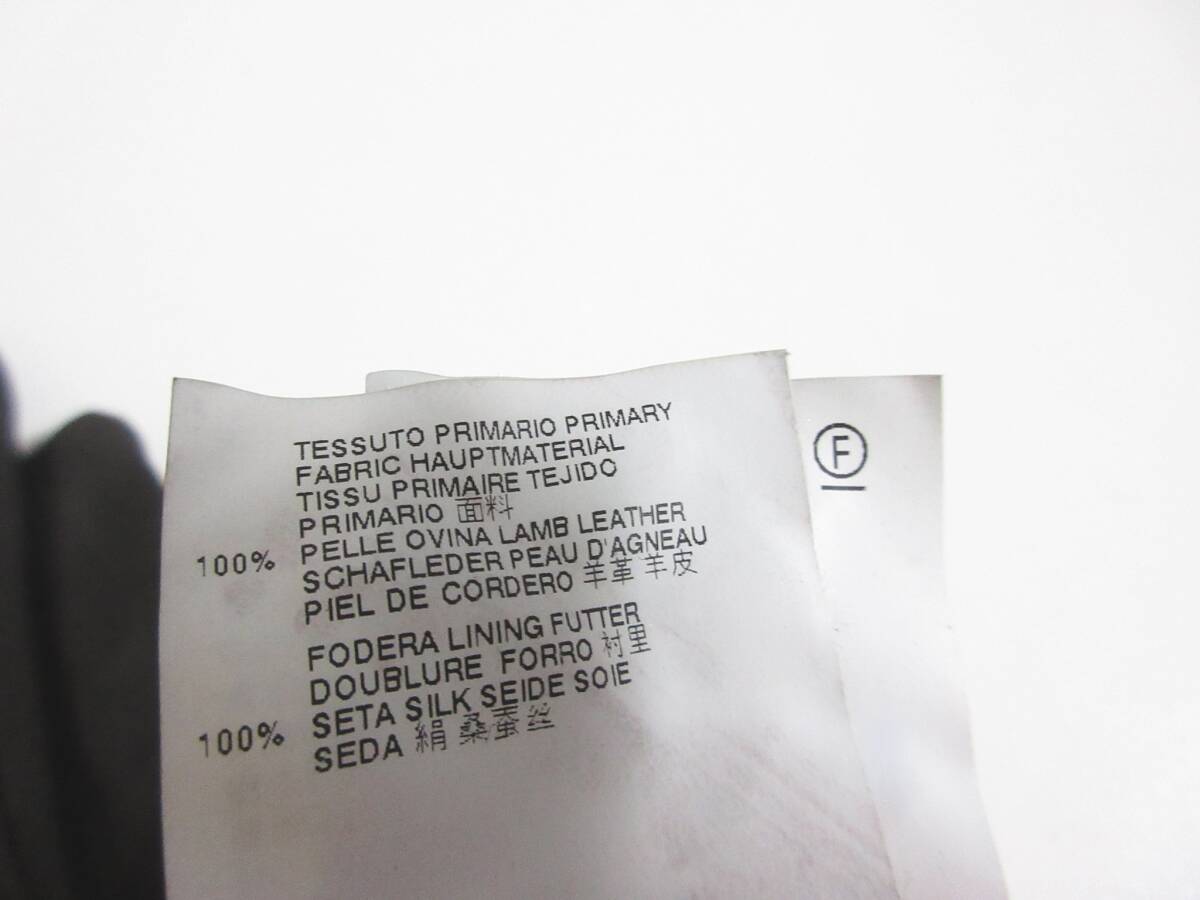 TESSUTO PRIMARIO PRIMARY
FABRIC HAUPTMATERIAL
TISSU PRIMAIRE TEJIDO
PRIMARIO 面料
100% PELLE OVINA LAMB LEATHER
SCHAFLEDER PEAU D'AGNEAU
PIEL DE CORDERO 羊革 羊皮
FODERA LINING FUTTER
DOUBLURE FORRO 衬里
100% SETA SILK SEIDE SOIE
SEDA 絹 桑蚕丝
F